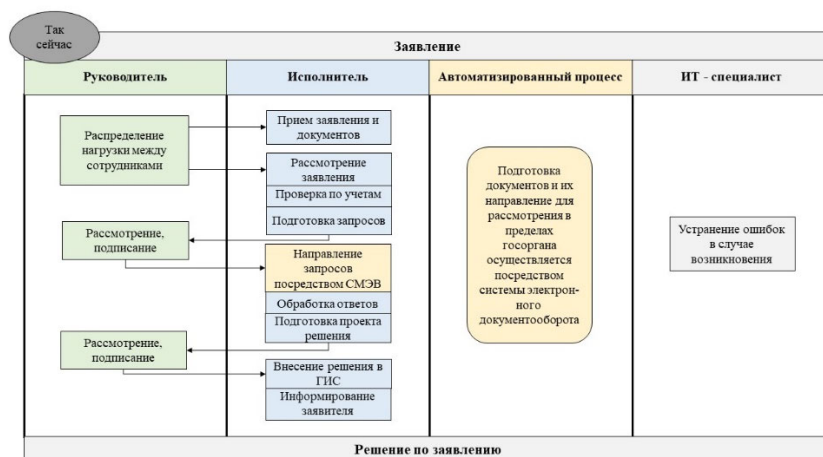 Так
сейчас
Заявление
Руководитель
Исполнитель
Автоматизированный процесс
ИТ - специалист
Распределение
нагрузки между
сотрудниками
Прием заявления и
документов
Рассмотрение
заявления
Проверка по учетам
Подготовка запросов
Рассмотрение,
подписание
Направление
запросов
посредством СМЭВ
Обработка ответов
Подготовка проекта
решения
Рассмотрение,
подписание
Внесение решения в
ГИС
Информирование
заявителя
Подготовка
документов и их
направление для
рассмотрения в
пределах
госоргана
осуществляется
посредством
системы электрон-
ного
документооборота
Устранение ошибок
в случае
возникновения
Решение по заявлению